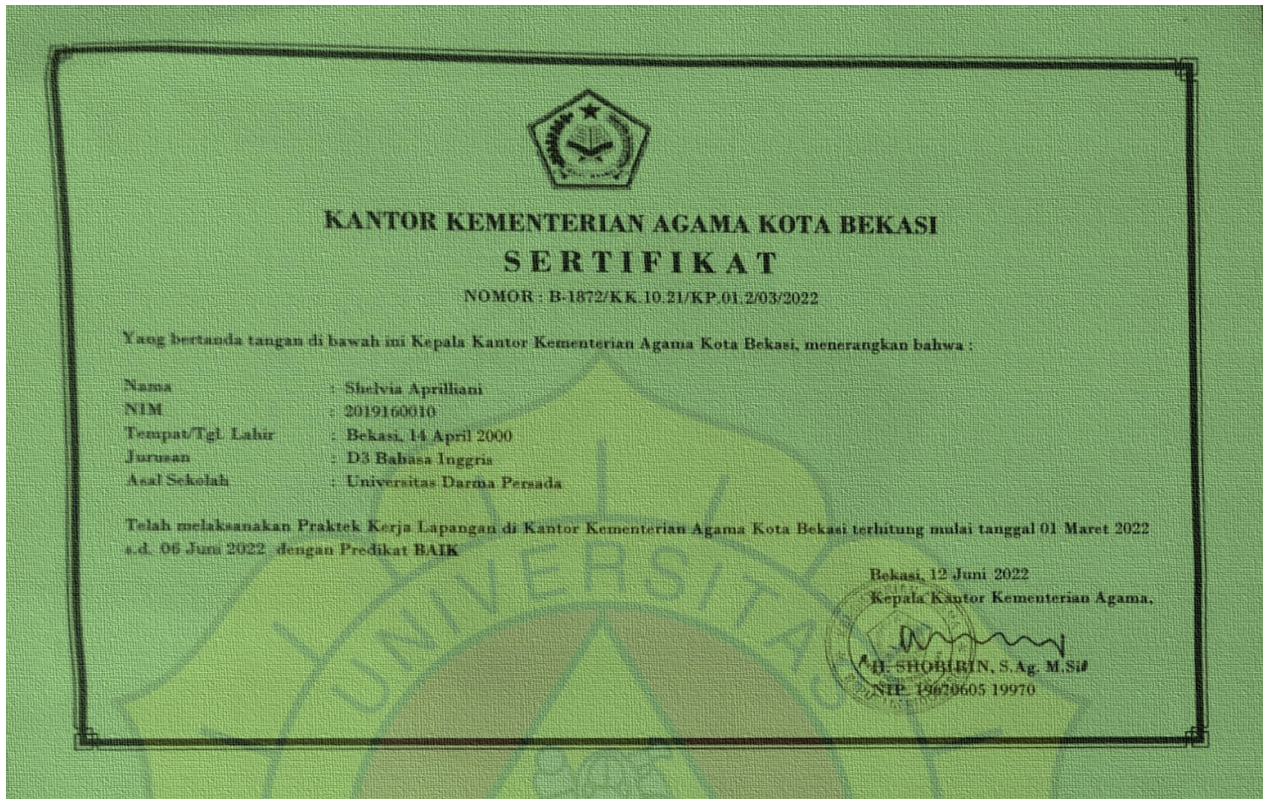 KANTOR KEMENTERIAN AGAMA KOTA BEKASI
SERTIFIKAT
NOMOR : B-1872/KK.10.21/KP.01.2/03/2022
Yang bertanda tangan di bawah ini Kepala Kantor Kementerian Agama Kota Bekasi, menerangkan bahwa :
Nama : Shelvia Aprilliani
NIM : 2019160010
Tempat/Tgl. Lahir : Bekasi, 14 April 2000
Jurusan : D3 Bahasa Inggris
Asal Sekolah : Universitas Darma Persada
Telah melaksanakan Praktek Kerja Lapangan di Kantor Kementerian Agama Kota Bekasi terhitung mulai tanggal 01 Maret 2022
s.d. 06 Juni 2022 dengan Predikat BAIK
Bekasi, 12 Juni 2022
Kepala Kantor Kementerian Agama,
H. SHOBIRIN, S.Ag. M.Si
NIP. 19670605 19970
UNIVERSITAS